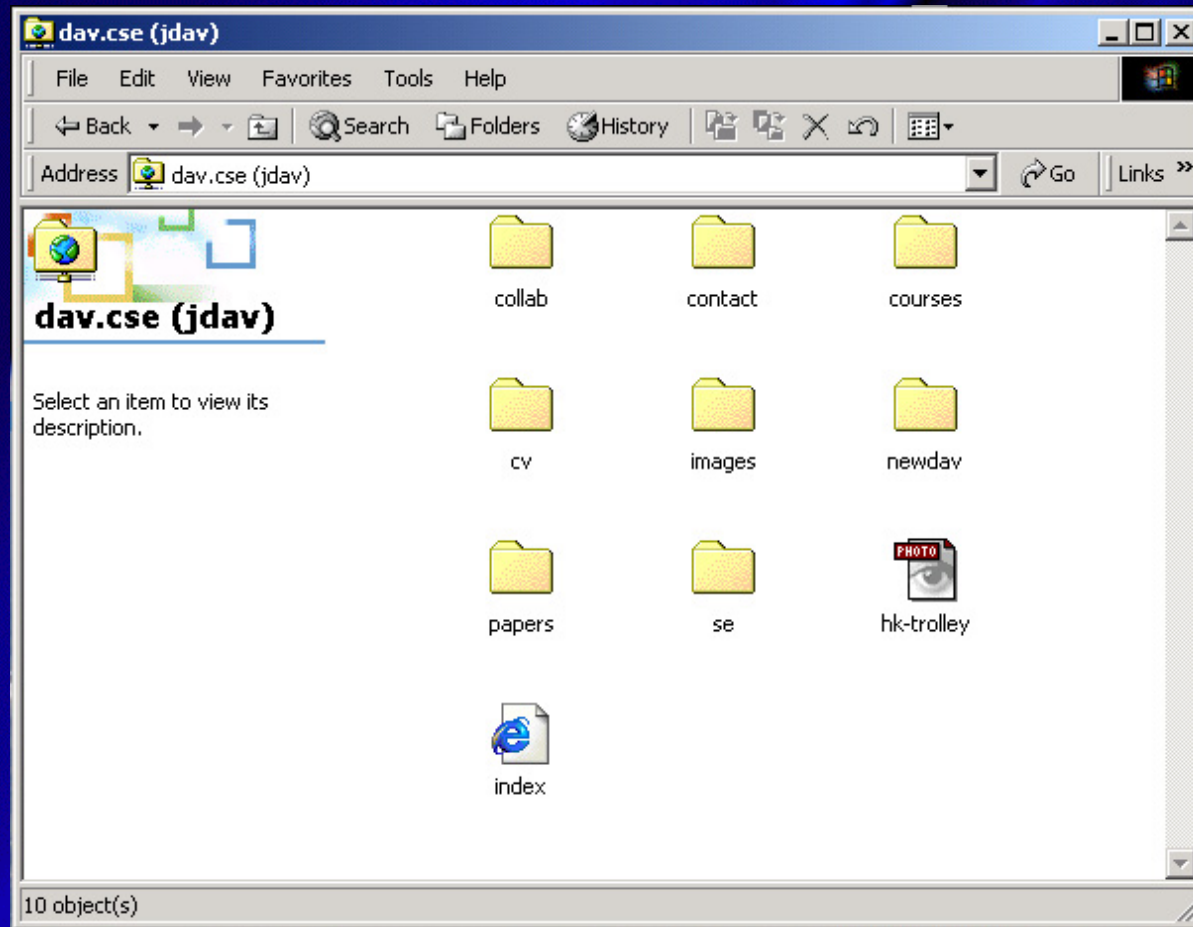 dav.cse (jdav)
File Edit View Favorites Tools Help
Back Search Folders History
Address dav.cse (jdav) Go Links »
dav.cse (jdav)
Select an item to view its
description.
collab contact courses
cv images newdav
PHOTO
papers se hk-trolley
index
10 object(s)